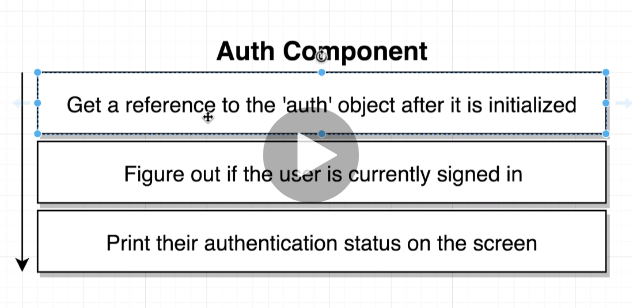 Auth Component
Get a reference to the 'auth' object after it is initialized
Figure out if the user is currently signed in
Print their authentication status on the screen